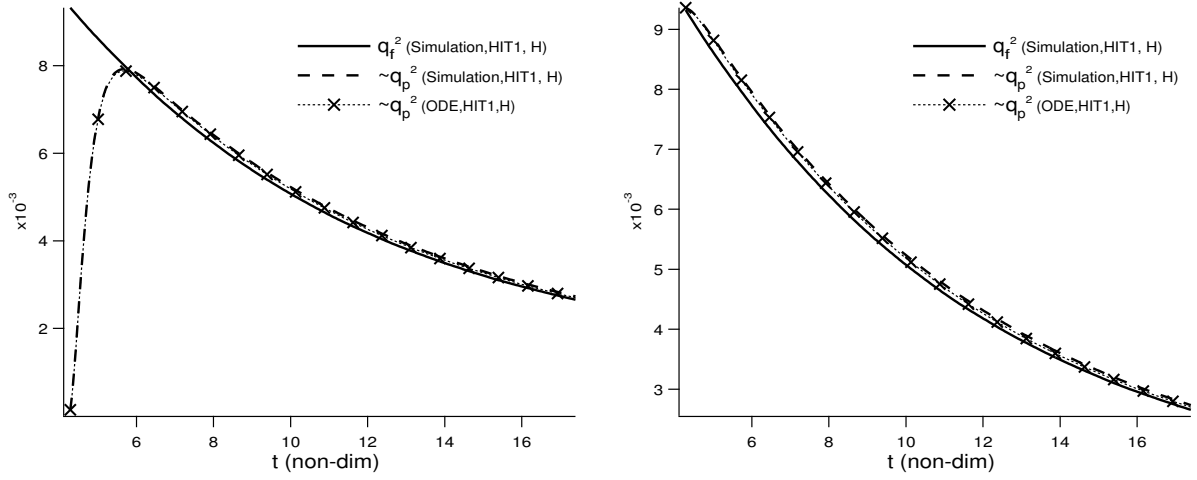 q_f^2 (Simulation,HIT1, H)
~q_p^2 (Simulation,HIT1, H)
~q_p^2 (ODE,HIT1,H)
8
6
4
2
x10^-3
6 8 10 12 14 16
t (non-dim)
q_f^2 (Simulation,HIT1, H)
~q_p^2 (Simulation,HIT1, H)
~q_p^2 (ODE,HIT1,H)
9
8
7
6
5
4
3
x10^-3
6 8 10 12 14 16
t (non-dim)